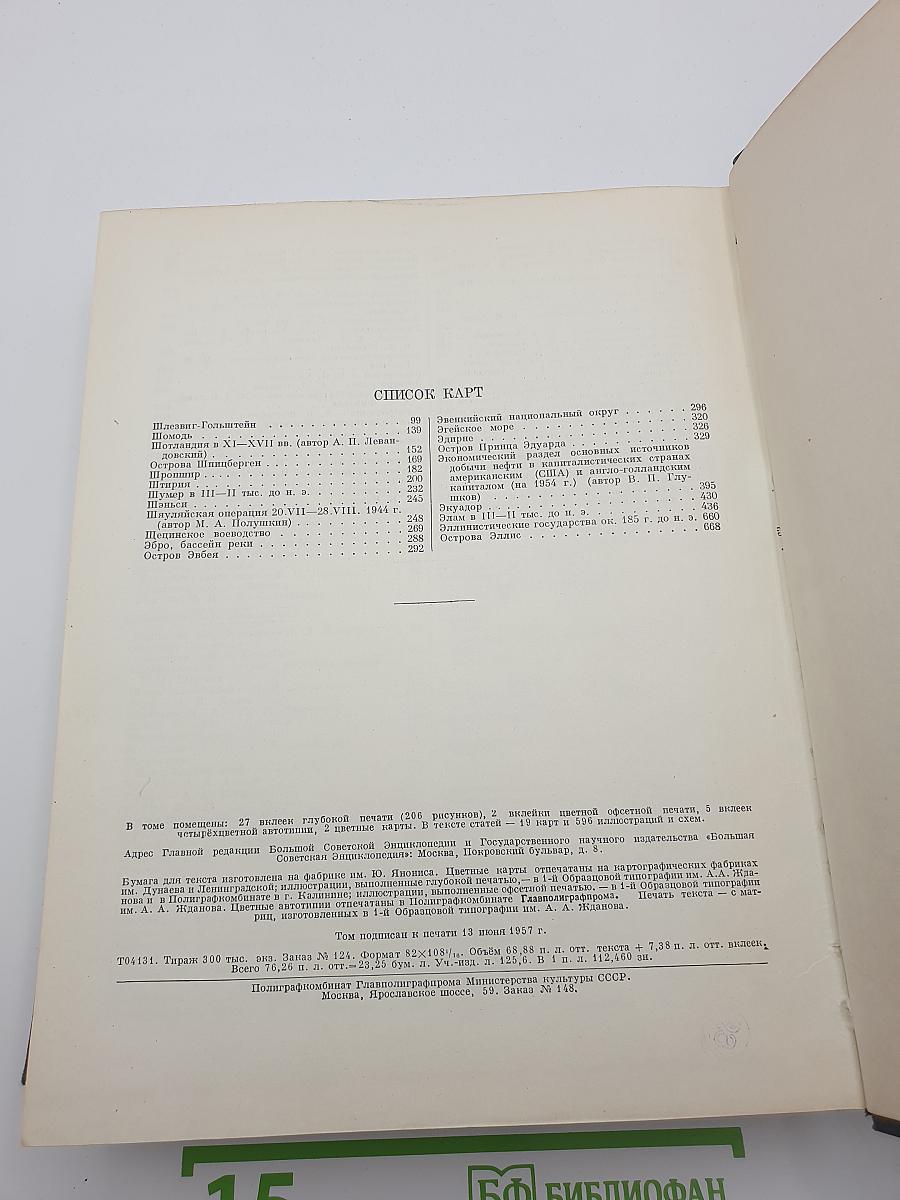 СПИСОК КАРТ
Шлезвиг-Гольштейн . . . . . . . . . . 99
Шомодь . . . . . . . . . . . . . . 139
Шотландия в XI—XVII вв. (автор А. П. Леван-
довский) . . . . . . . . . . . . . 152
Острова Шпицберген . . . . . . . . . . 169
Шропшир . . . . . . . . . . . . . . 182
Штирия . . . . . . . . . . . . . . 200
Шумер в III—II тыс. до н. э. . . . . . . . 232
Шэньси . . . . . . . . . . . . . . 245
Шяуляйская операция 20.VII—28.VIII. 1944 г.
(автор М. А. Полушкин) . . . . . . . . . 248
Щецинское воеводство . . . . . . . . . 269
Эбро, бассейн реки . . . . . . . . . . 288
Остров Эвбея . . . . . . . . . . . . 292
Эвенкийский национальный округ . . . . . . 296
Эгейское море . . . . . . . . . . . . 320
Эдирне . . . . . . . . . . . . . . 326
Остров Принца Эдуарда . . . . . . . . . 329
Экономический раздел основных источников
добычи нефти в капиталистических странах
американским (США) и англо-голландским
капиталом (на 1954 г.) (автор В. П. Глу-
шков) . . . . . . . . . . . . . . 395
Экуадор . . . . . . . . . . . . . . 430
Элам в III—II тыс. до н. э. . . . . . . . 436
Эллинистические государства ок. 185 г. до н. э. 660
Острова Эллис . . . . . . . . . . . . 668
В томе помещены: 27 вклеек глубокой печати (206 рисунков), 2 вклейки цветной офсетной печати, 5 вклеек
четырёхцветной автотипии, 2 цветные карты. В тексте статей — 19 карт и 596 иллюстраций и схем.
Адрес Главной редакции Большой Советской Энциклопедии и Государственного научного издательства «Большая
Советская Энциклопедия»: Москва, Покровский бульвар, д. 8.
Бумага для текста изготовлена на фабрике им. Ю. Янониса. Цветные карты отпечатаны на картографических фабриках
им. Дунаева и Ленинградской; иллюстрации, выполненные глубокой печатью,— в 1-й Образцовой типографии им. А.А. Жда-
нова и в Полиграфкомбинате в г. Калинине; иллюстрации, выполненные офсетной печатью. — в 1-й Образцовой типографии
им. А. А. Жданова. Цветные автотипии отпечатаны в Полиграфкомбинате Главполиграфпрома. Печать текста — с мат-
риц, изготовленных в 1-й Образцовой типографии им. А. А. Жданова.
Том подписан к печати 13 июня 1957 г.
Т04131. Тираж 300 тыс. экз. Заказ № 124. Формат 82×108¹/₁₆. Объём 68,88 п. л. отт. текста + 7,38 п. л. отт. вклеек.
Всего 76,26 п. л. отт.=23,25 бум. л. Уч.-изд. л. 125,6. В 1 п. л. 112,460 зн.
Полиграфкомбинат Главполиграфпрома Министерства культуры СССР.
Москва, Ярославское шоссе, 59. Заказ № 148.
15
БФ БИБЛИОФАН